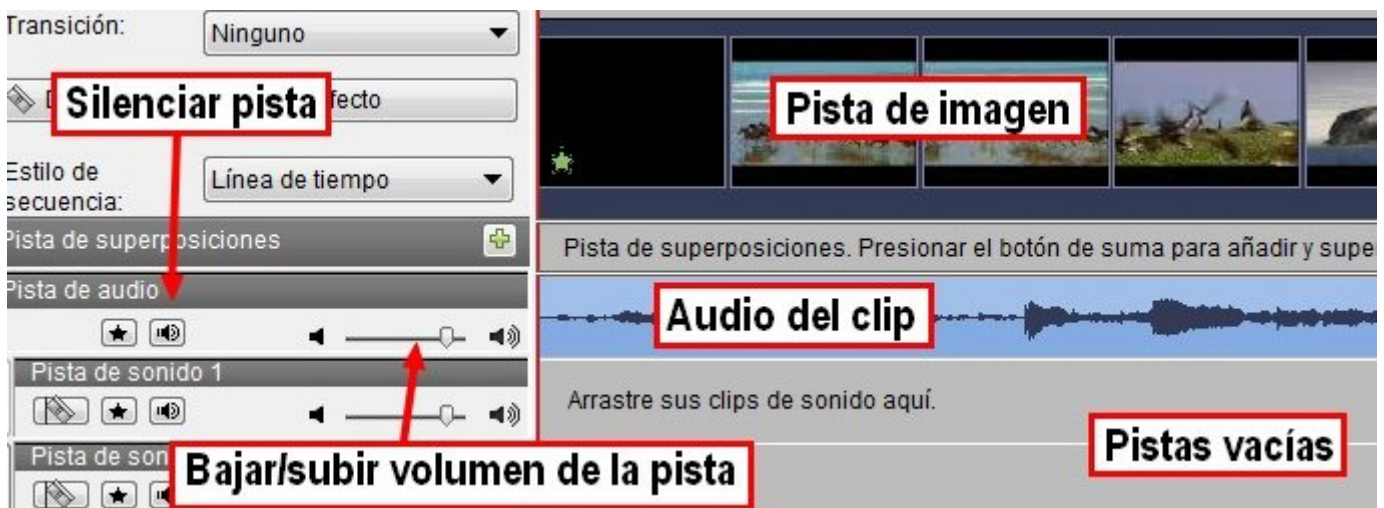 Transición:
Ninguno
Silenciar pista
fecto
Pista de imagen
Estilo de
secuencia:
Línea de tiempo
Pista de superposiciones
Pista de superposiciones. Presionar el botón de suma para añadir y supe
Pista de audio
Audio del clip
Pista de sonido 1
Arrastre sus clips de sonido aquí.
Pistas vacías
Pista de son
Bajar/subir volumen de la pista